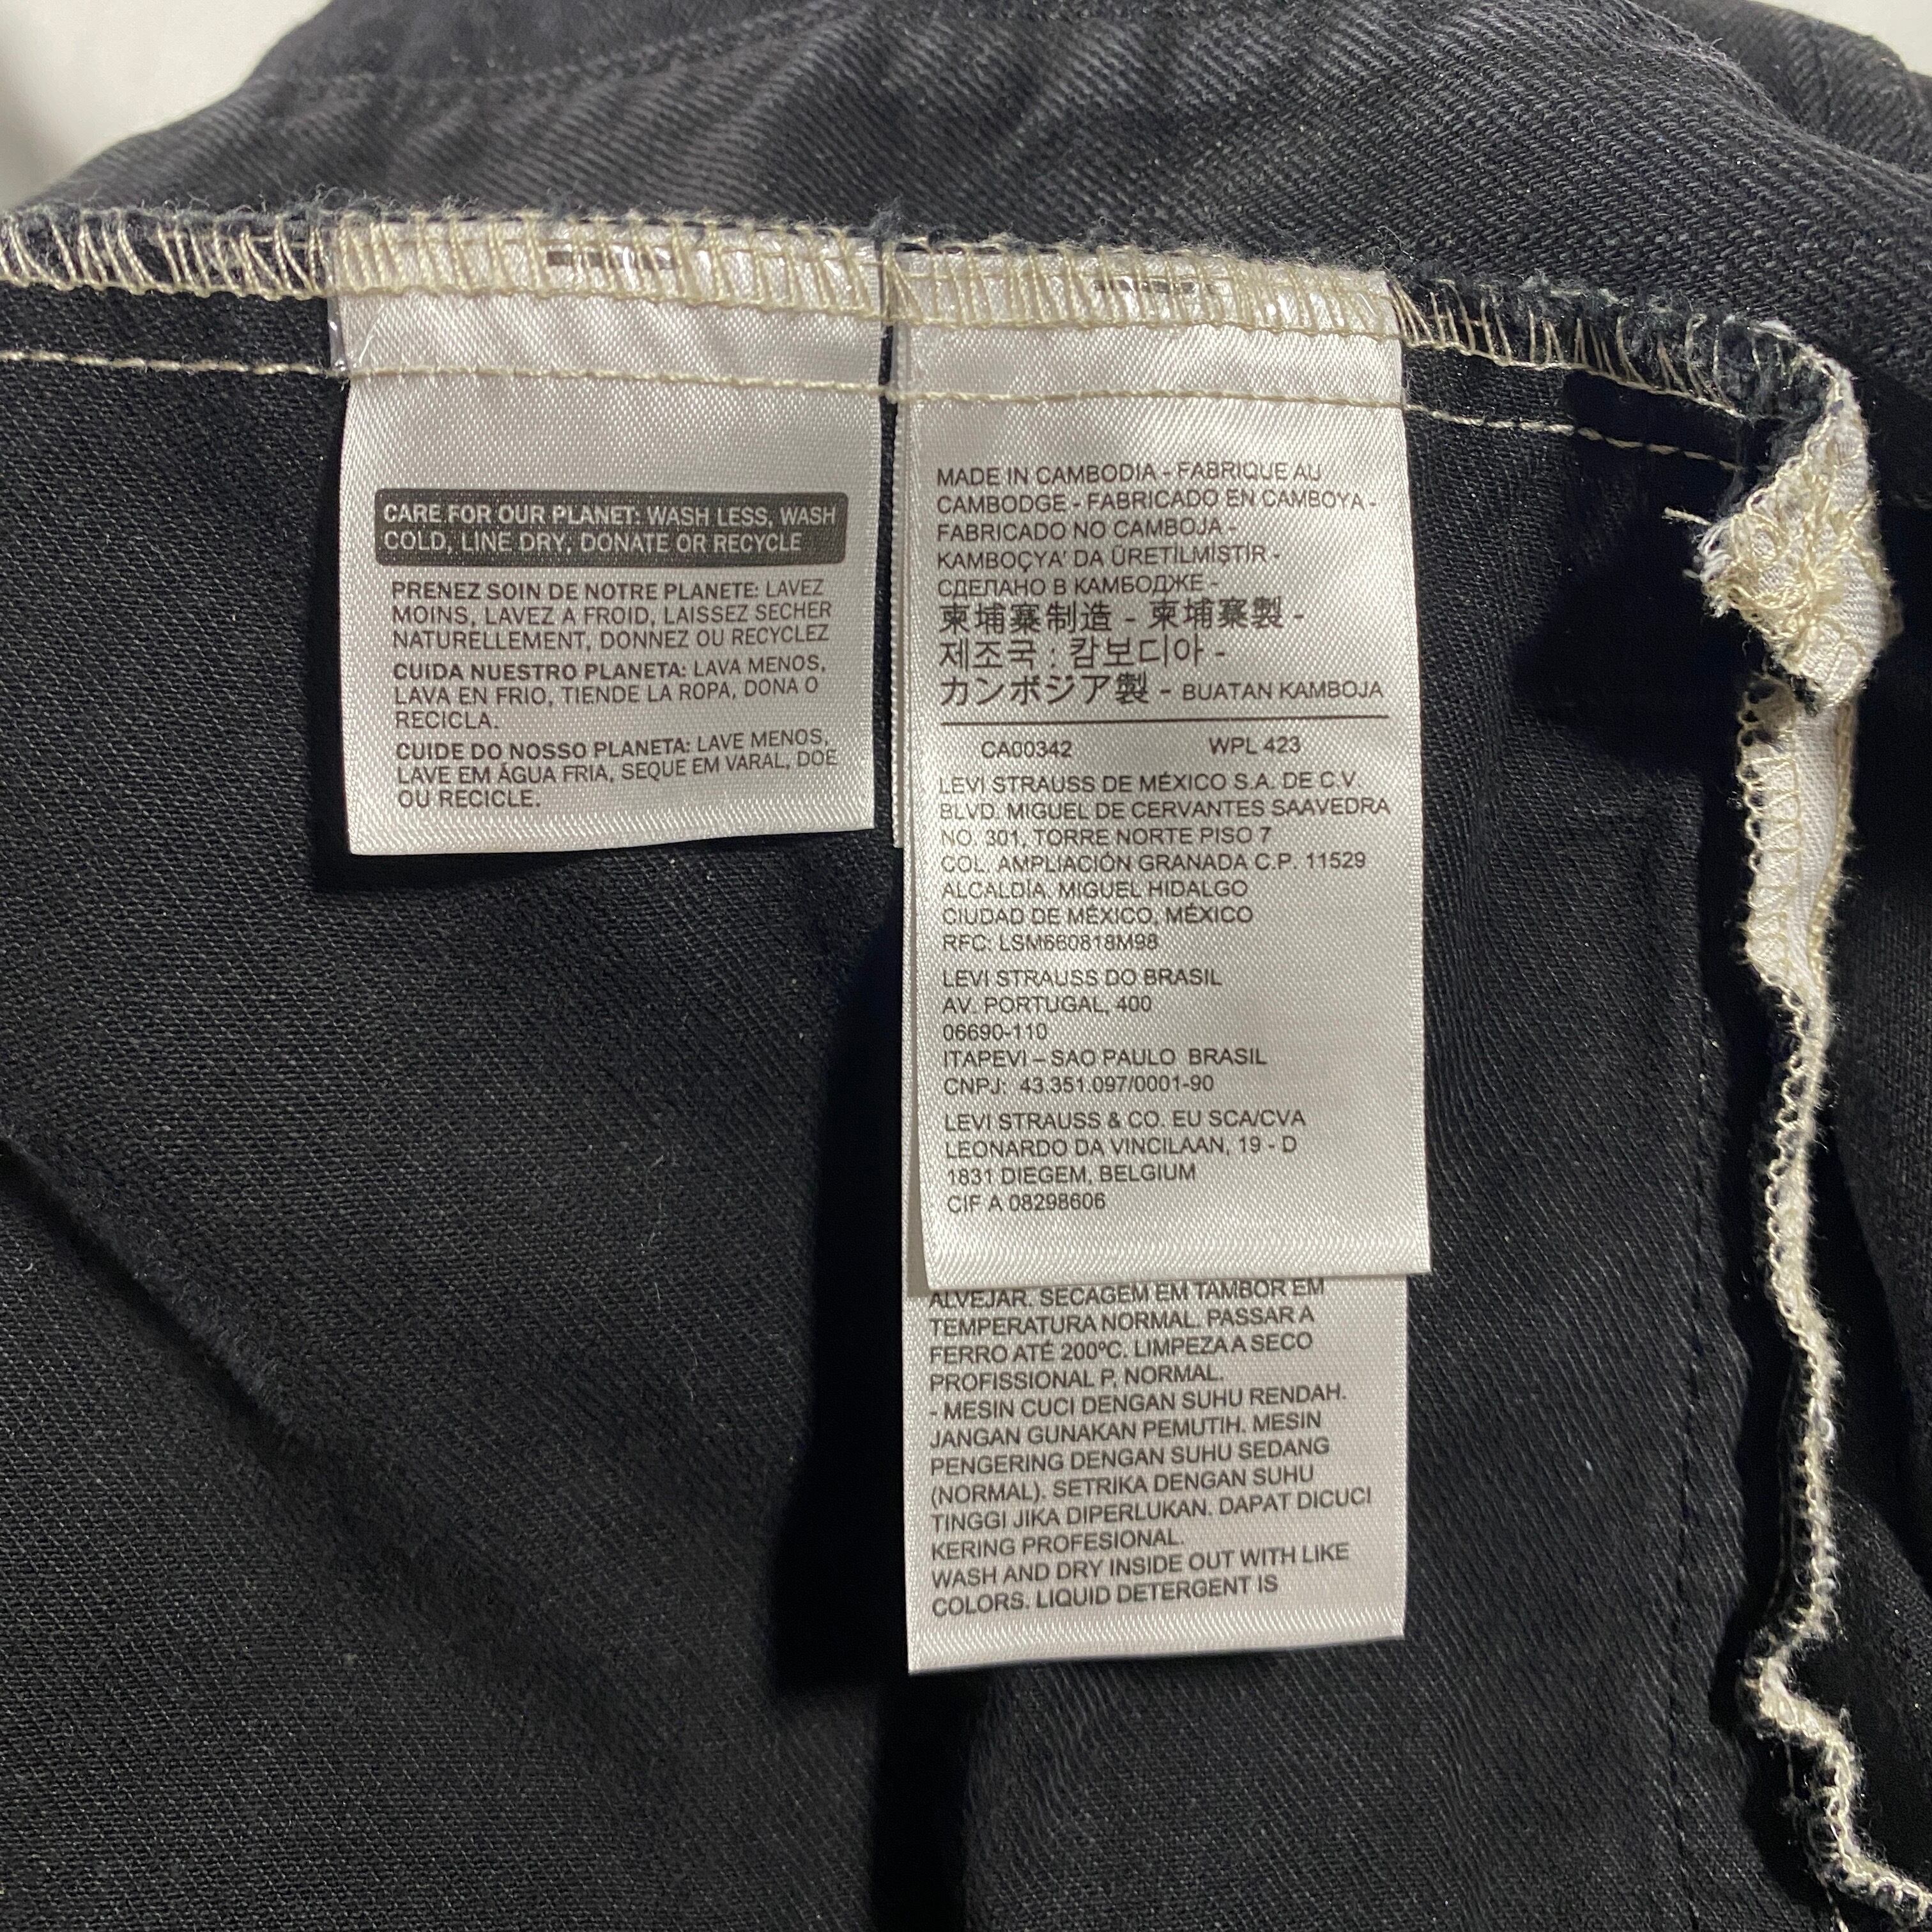 CARE FOR OUR PLANET: WASH LESS, WASH
COLD, LINE DRY, DONATE OR RECYCLE
PRENEZ SOIN DE NOTRE PLANETE: LAVEZ
MOINS, LAVEZ A FROID, LAISSEZ SECHER
NATURELLEMENT, DONNEZ OU RECYCLEZ
CUIDA NUESTRO PLANETA: LAVA MENOS,
LAVA EN FRIO, TIENDE LA ROPA, DONA O
RECICLA.
CUIDE DO NOSSO PLANETA: LAVE MENOS,
LAVE EM ÁGUA FRIA, SEQUE EM VARAL, DOE
OU RECICLE.
MADE IN CAMBODIA - FABRIQUE AU
CAMBODGE - FABRICADO EN CAMBOYA -
FABRICADO NO CAMBOJA -
KAMBOÇYA' DA ÜRETİLMİŞTİR -
СДЕЛАНО В КАМБОДЖЕ -
柬埔寨制造 - 柬埔寨製 -
제조국 : 캄보디아 -
カンボジア製 - BUATAN KAMBOJA
CA00342 WPL 423
LEVI STRAUSS DE MÉXICO S.A. DE C.V.
BLVD. MIGUEL DE CERVANTES SAAVEDRA
NO. 301, TORRE NORTE PISO 7
COL. AMPLIACIÓN GRANADA C.P. 11529
ALCALDÍA. MIGUEL HIDALGO
CIUDAD DE MÉXICO, MÉXICO
RFC: LSM660818M98
LEVI STRAUSS DO BRASIL
AV. PORTUGAL, 400
06690-110
ITAPEVI – SAO PAULO BRASIL
CNPJ: 43.351.097/0001-90
LEVI STRAUSS & CO. EU SCA/CVA
LEONARDO DA VINCILAAN, 19 - D
1831 DIEGEM, BELGIUM
CIF A 08298606
ALVEJAR. SECAGEM EM TAMBOR EM
TEMPERATURA NORMAL. PASSAR A
FERRO ATÉ 200ºC. LIMPEZA A SECO
PROFISSIONAL P, NORMAL.
- MESIN CUCI DENGAN SUHU RENDAH.
JANGAN GUNAKAN PEMUTIH. MESIN
PENGERING DENGAN SUHU SEDANG
(NORMAL). SETRIKA DENGAN SUHU
TINGGI JIKA DIPERLUKAN. DAPAT DICUCI
KERING PROFESIONAL.
WASH AND DRY INSIDE OUT WITH LIKE
COLORS. LIQUID DETERGENT IS